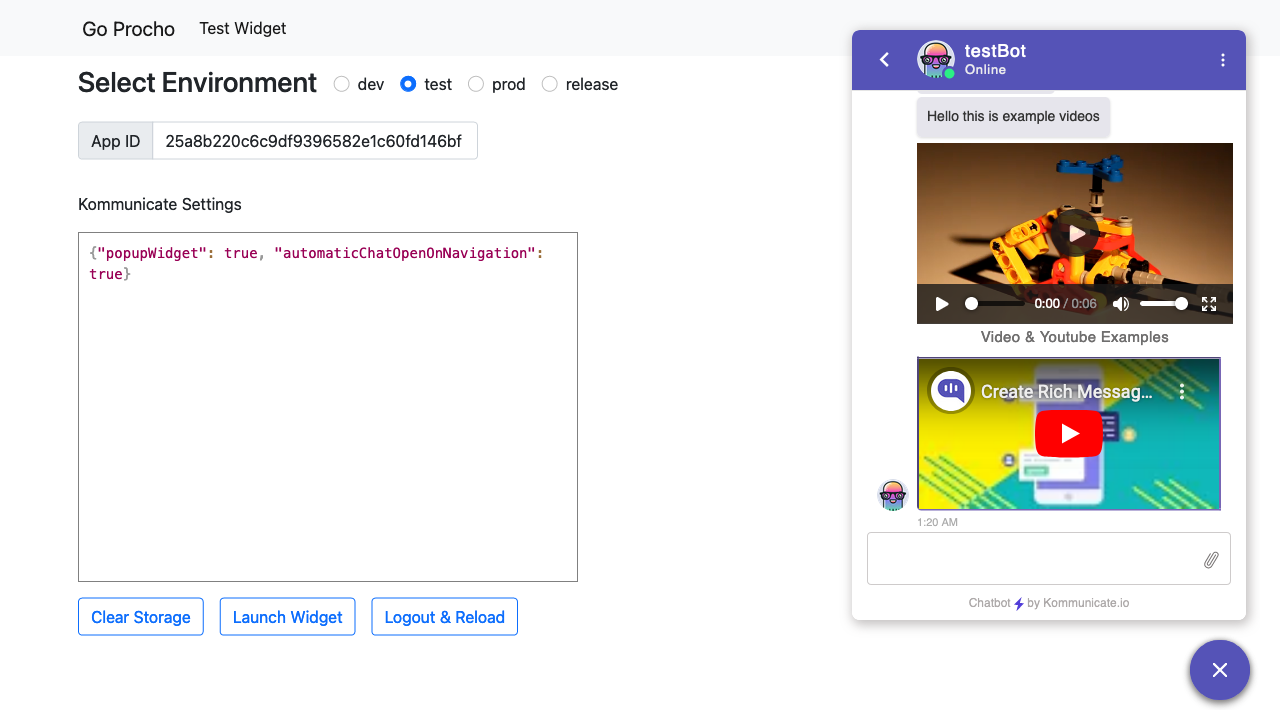 Go Procho Test Widget
Select Environment dev test prod release
App ID 25a8b220c6c9df9396582e1c60fd146bf
Kommunicate Settings
{"popupWidget": true, "automaticChatOpenOnNavigation":
true}
Clear Storage Launch Widget Logout & Reload
testBot
Online
Hello this is example videos
0:00 / 0:06
Video & Youtube Examples
Create Rich Messag...
1:20 AM
Chatbot by Kommunicate.io